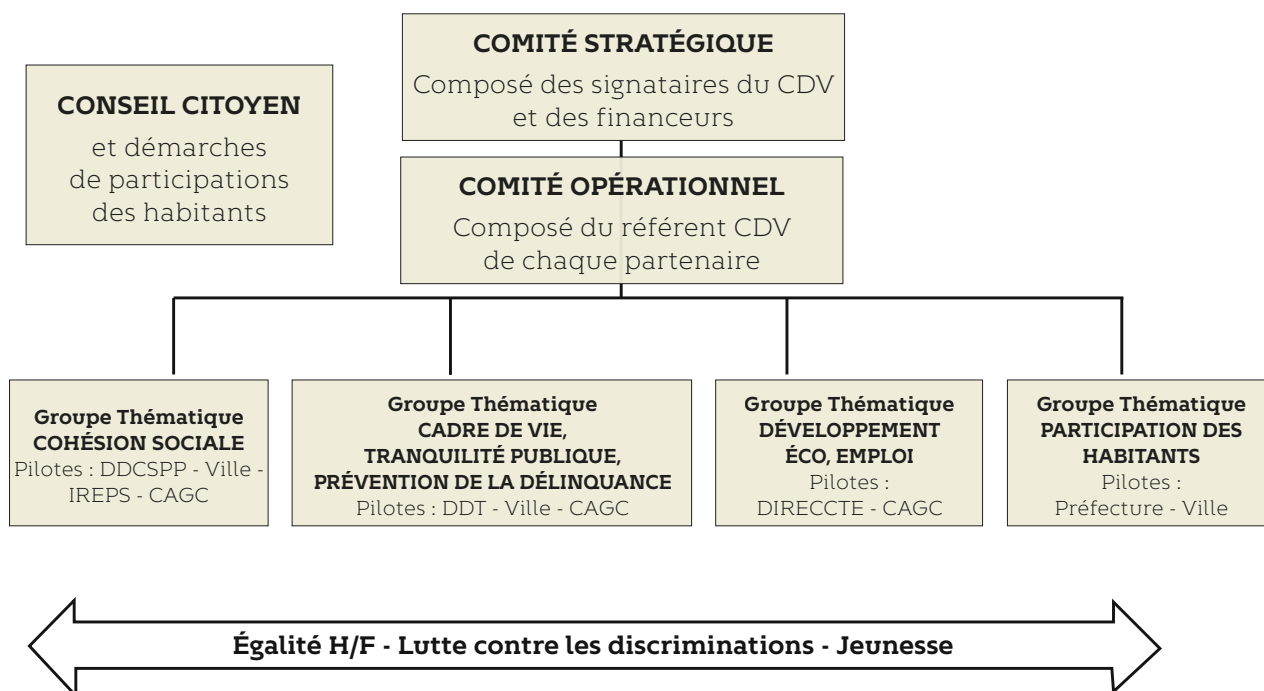 COMITÉ STRATÉGIQUE
Composé des signataires du CDV
et des financeurs
CONSEIL CITOYEN
et démarches
de participations
des habitants
COMITÉ OPÉRATIONNEL
Composé du référent CDV
de chaque partenaire
Groupe Thématique
COHÉSION SOCIALE
Pilotes : DDCSPP - Ville -
IREPS - CAGC
Groupe Thématique
CADRE DE VIE,
TRANQUILITÉ PUBLIQUE,
PRÉVENTION DE LA DÉLINQUANCE
Pilotes : DDT - Ville - CAGC
Groupe Thématique
DÉVELOPPEMENT
ÉCO, EMPLOI
Pilotes :
DIRECCTE - CAGC
Groupe Thématique
PARTICIPATION DES
HABITANTS
Pilotes :
Préfecture - Ville
Égalité H/F - Lutte contre les discriminations - Jeunesse